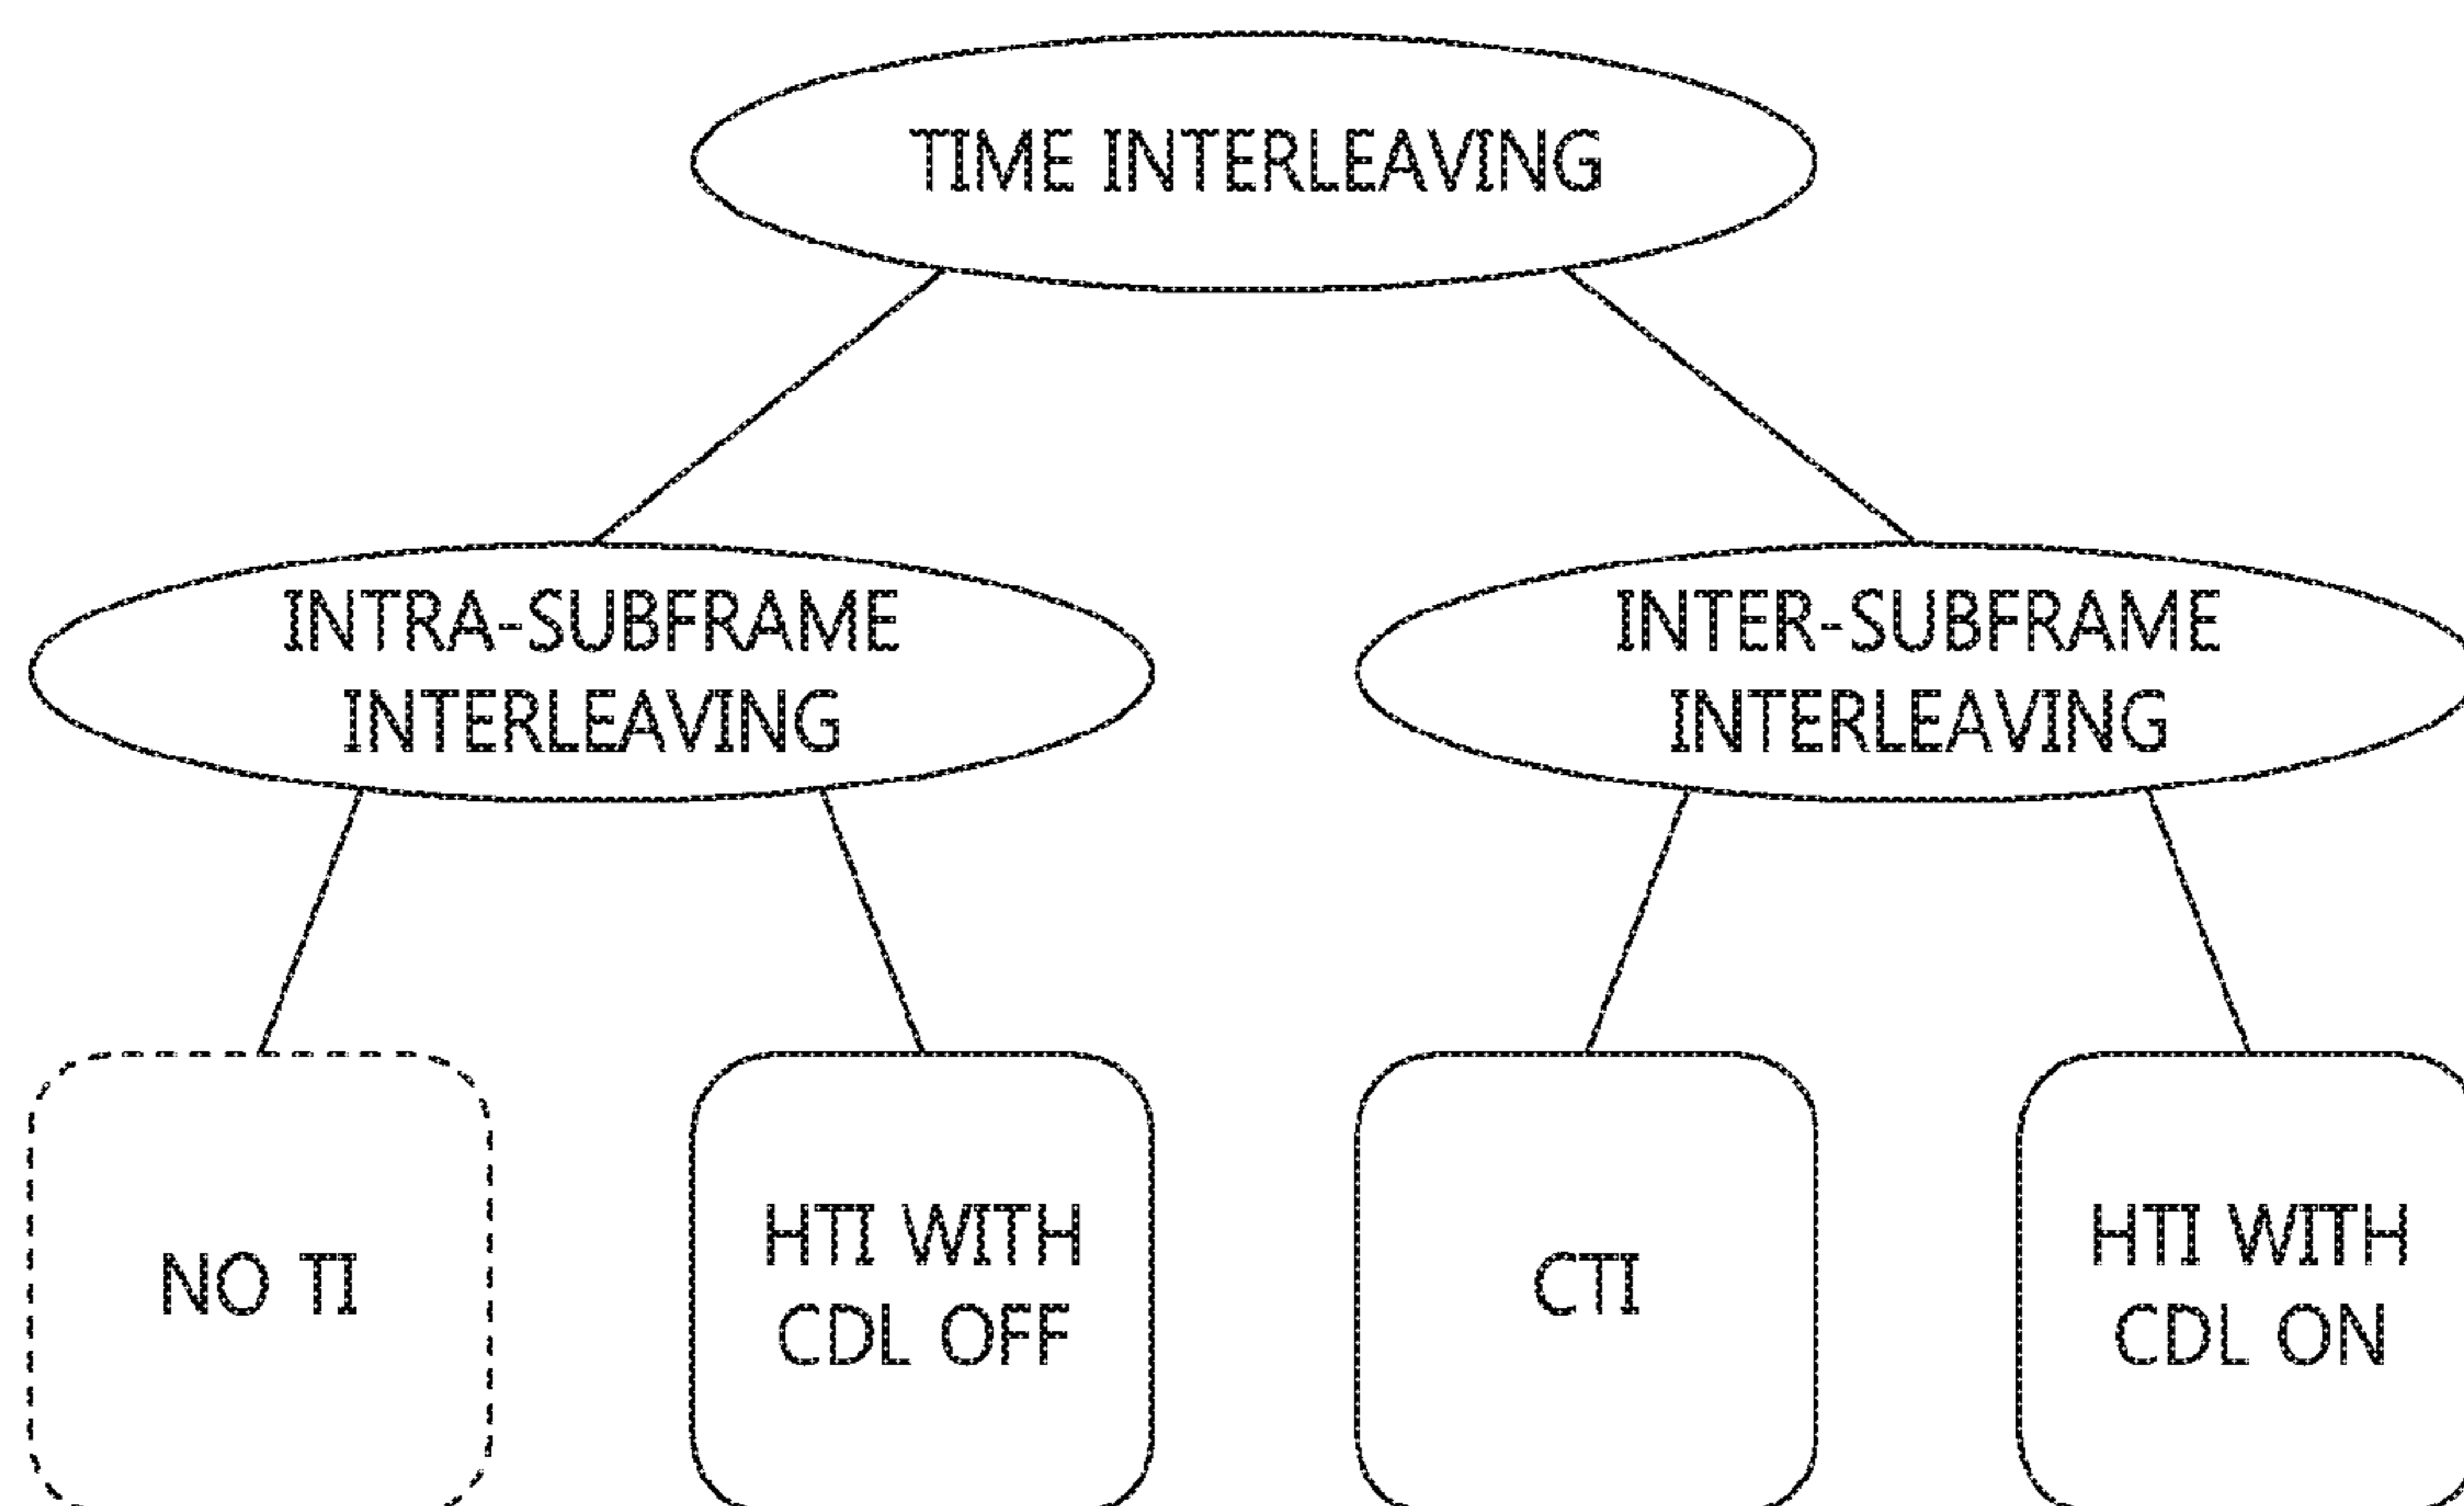 TIME INTERLEAVING
INTRA-SUBFRAME
INTERLEAVING
INTER-SUBFRAME
INTERLEAVING
NO TI
HTI WITH
CDL OFF
CTI
HTI WITH
CDL ON